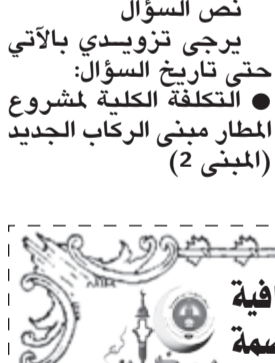 نص السؤال
يرجى تزويدي بالآتي
حتى تاريخ السؤال:
● التكلفة الكلية لمشروع
المطار مبنى الركاب الجديد
(المبنى 2)